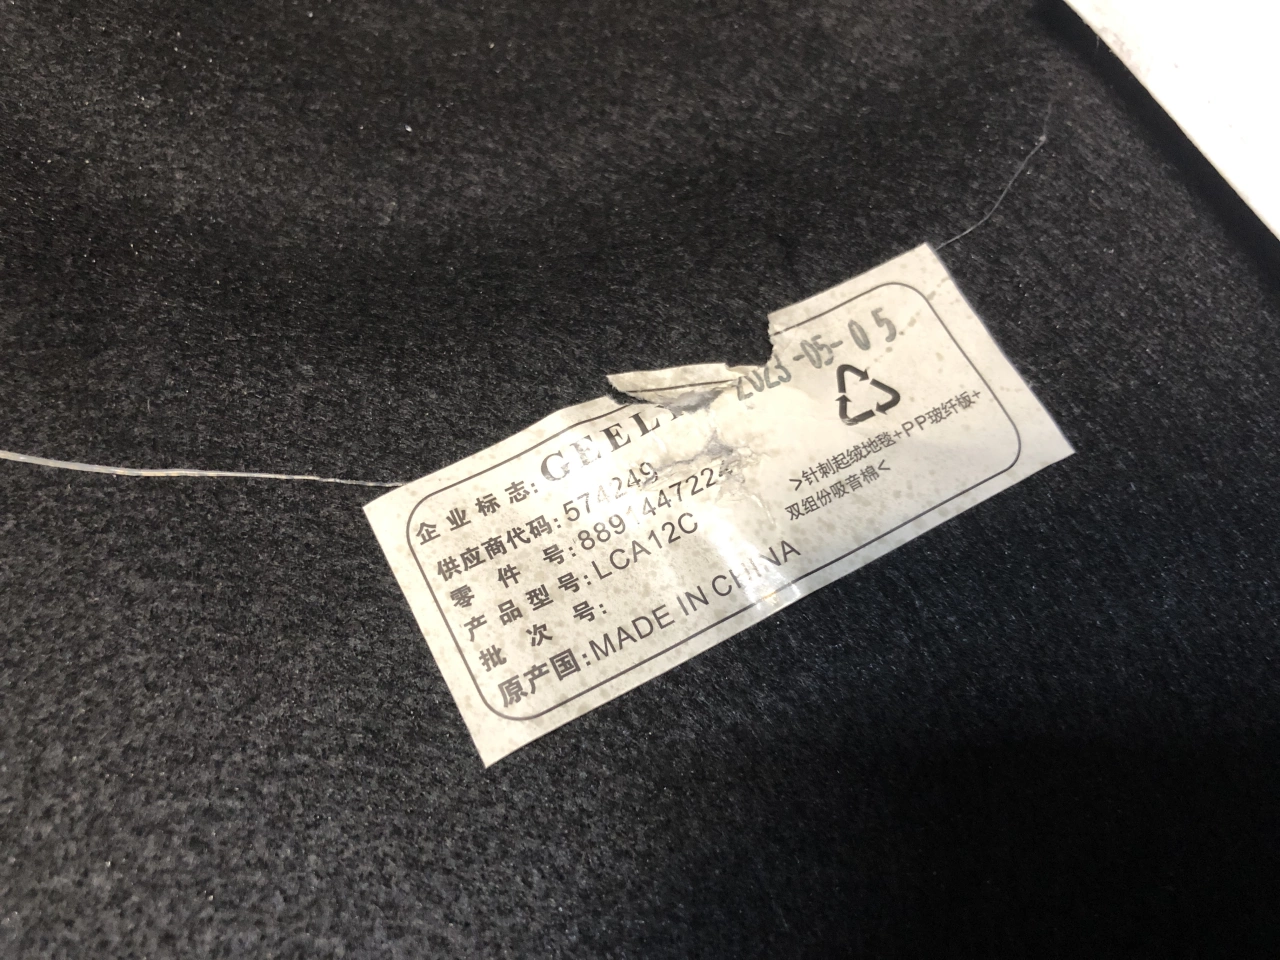 2023-05-05
企业标志:GEEL
供应商代码:574249
零件号:
产品型号:LCA12C
批次号:
原产国:MADE IN CHINA
>针刺起绒地毯+PP玻纤板+
双组份吸音棉<